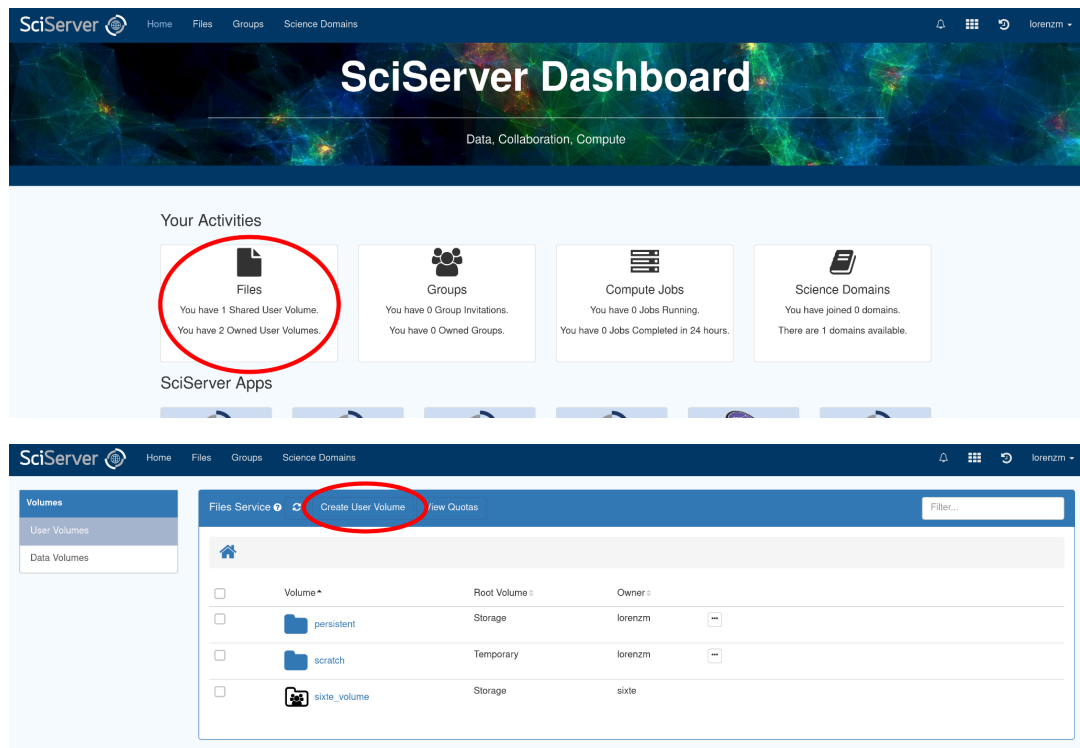 SciServer Home Files Groups Science Domains lorenzm
SciServer Dashboard
Data, Collaboration, Compute
Your Activities
Files Groups Compute Jobs Science Domains
You have 1 Shared User Volume. You have 0 Group Invitations. You have 0 Jobs Running. You have joined 0 domains.
You have 2 Owned User Volumes. You have 0 Owned Groups. You have 0 Jobs Completed in 24 hours. There are 1 domains available.
SciServer Apps
SciServer Home Files Groups Science Domains lorenzm
Volumes
User Volumes
Data Volumes
Files Service Create User Volume View Quotas Filter...
Volume Root Volume Owner
persistent Storage lorenzm
scratch Temporary lorenzm
sixte_volume Storage sixte